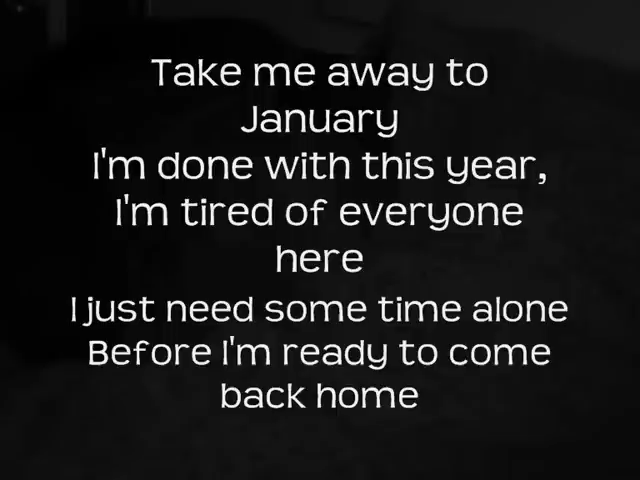 Take me away to
January
I'm done with this year,
I'm tired of everyone
here
I just need some time alone
Before I'm ready to come
back home